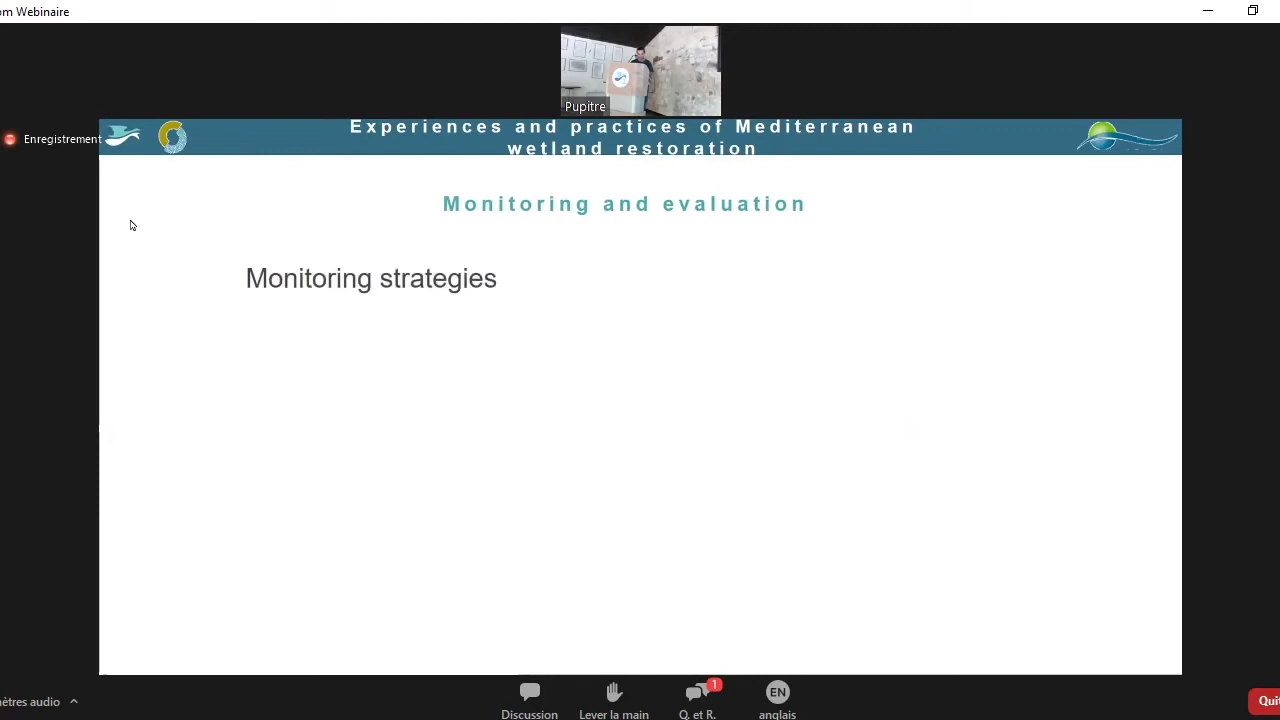 om Webinaire
Pupitre
Enregistrement
Experiences and practices of Mediterranean
wetland restoration
Monitoring and evaluation
Monitoring strategies
nètres audio
Discussion
Lever la main
1
Q. et R.
EN
anglais
Quit